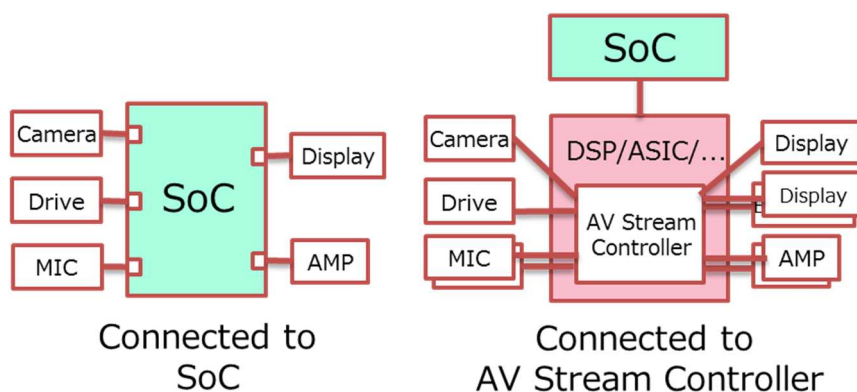 Camera
Drive
MIC
SoC
Display
AMP
Connected to
SoC
SoC
DSP/ASIC/...
Camera
Drive
MIC
AV Stream
Controller
Display
Display
AMP
Connected to
AV Stream Controller